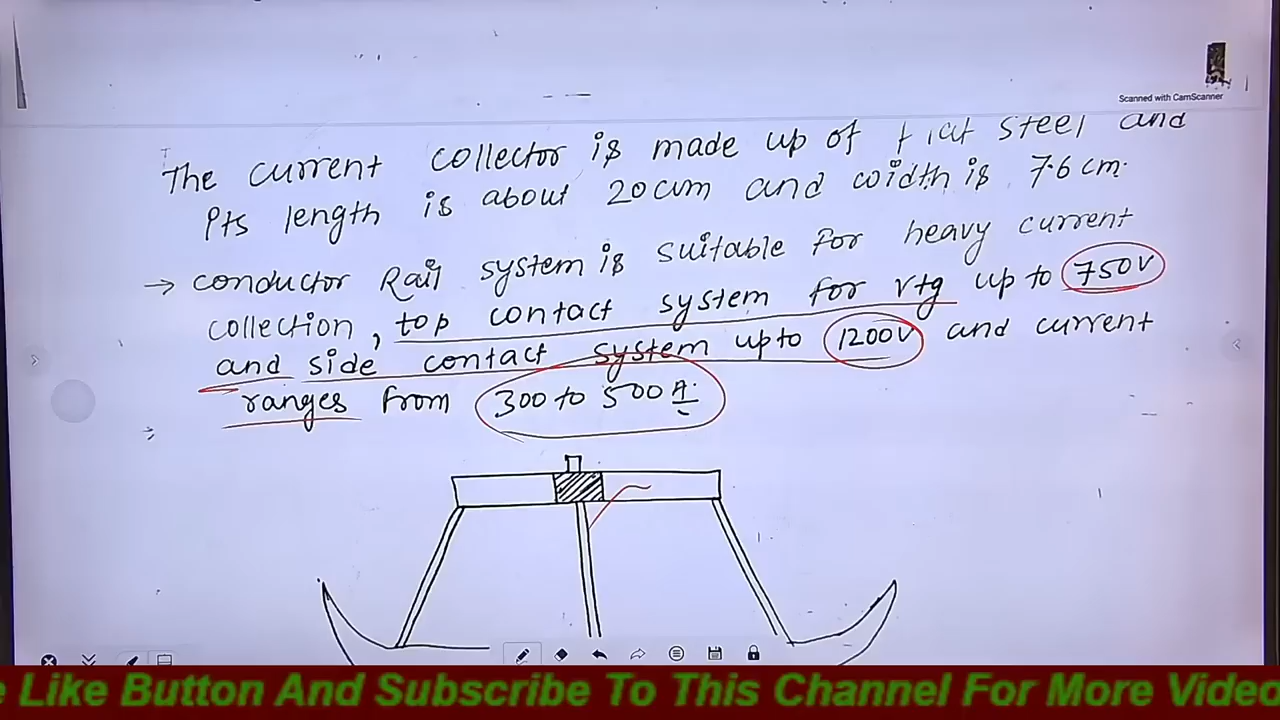 Scanned with CamScanner
The current collector is made up of flat steel and
Its length is about 20cm and width is 7.6 cm.
→ conductor Rail system is suitable for heavy current
collection, top contact system for vtg up to 750V
and side contact system upto 1200V and current
ranges from 300 to 500 A.
Like Button And Subscribe To This Channel For More Video